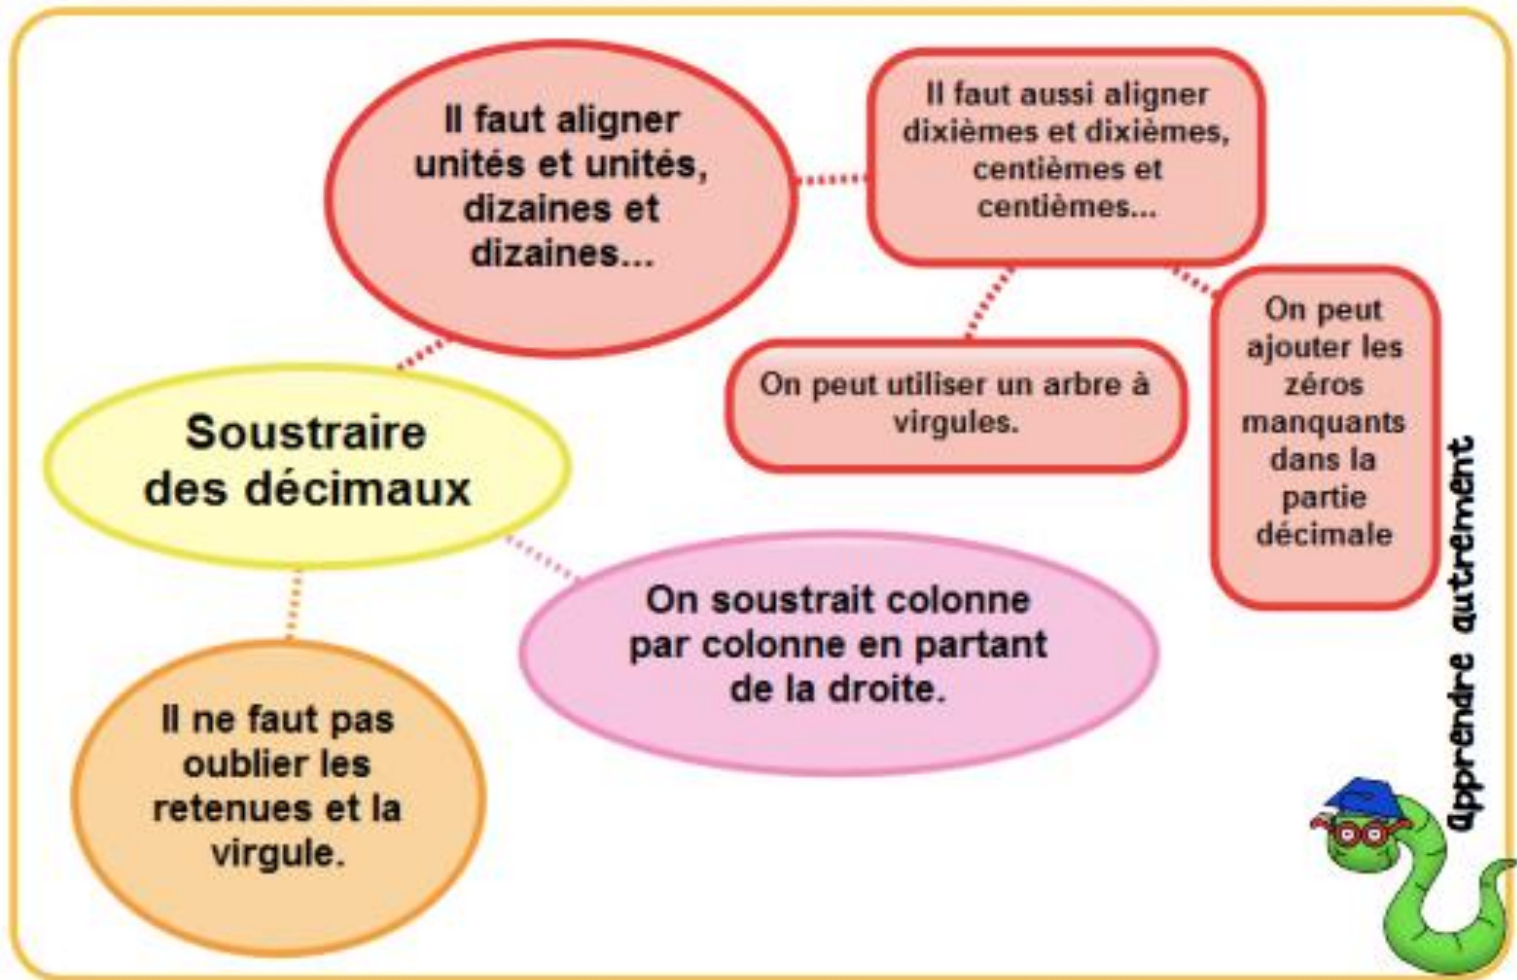 Il faut aligner
unités et unités,
dizaines et
dizaines...
Il faut aussi aligner
dixièmes et dixièmes,
centièmes et
centièmes...
On peut utiliser un arbre à
virgules.
On peut
ajouter les
zéros
manquants
dans la
partie
décimale
Soustraire
des décimaux
On soustrait colonne
par colonne en partant
de la droite.
Il ne faut pas
oublier les
retenues et la
virgule.
apprendre autrement